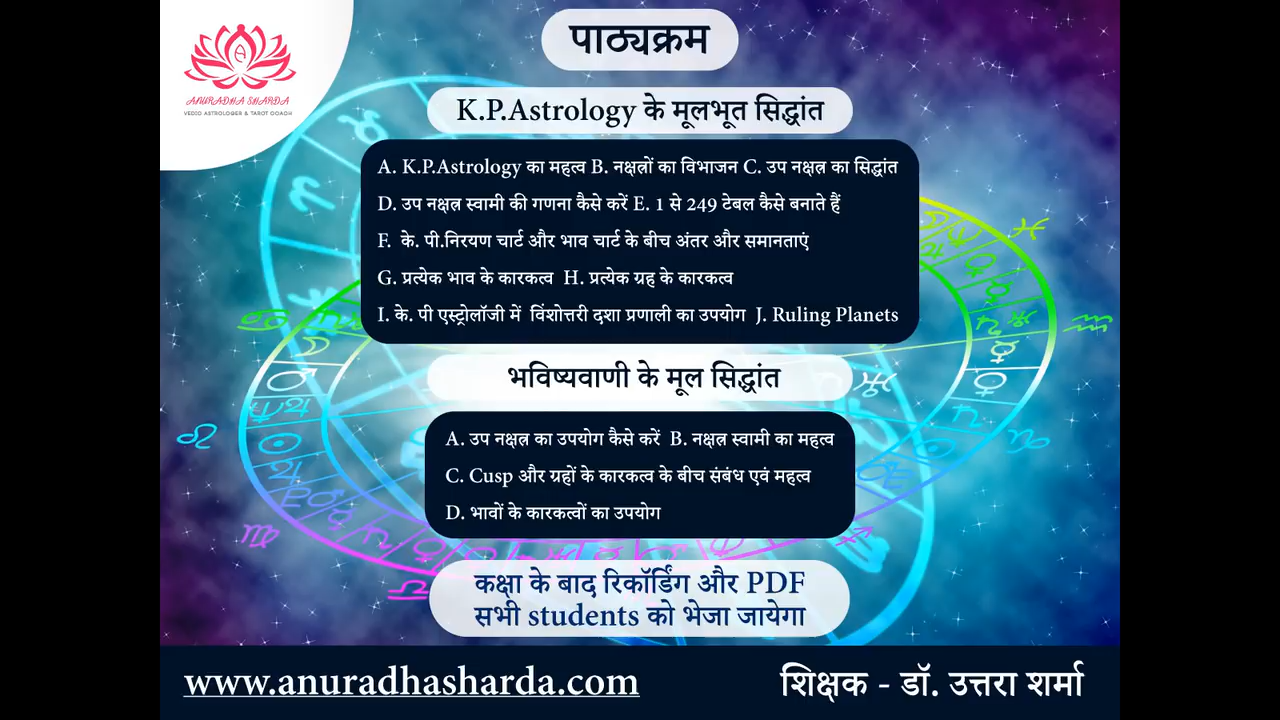 पाठ्यक्रम
ANURADHA SHARDA
VEDIC ASTROLOGER & TAROT COACH
K.P.Astrology के मूलभूत सिद्धांत
A. K.P.Astrology का महत्व B. नक्षत्रों का विभाजन C. उप नक्षत्र का सिद्धांत
D. उप नक्षत्र स्वामी की गणना कैसे करें E. 1 से 249 टेबल कैसे बनाते हैं
F. के. पी.निरयण चार्ट और भाव चार्ट के बीच अंतर और समानताएं
G. प्रत्येक भाव के कारकत्व H. प्रत्येक ग्रह के कारकत्व
I. के. पी एस्ट्रोलॉजी में विंशोत्तरी दशा प्रणाली का उपयोग J. Ruling Planets
भविष्यवाणी के मूल सिद्धांत
A. उप नक्षत्र का उपयोग कैसे करें B. नक्षत्र स्वामी का महत्व
C. Cusp और ग्रहों के कारकत्व के बीच संबंध एवं महत्व
D. भावों के कारकत्वों का उपयोग
कक्षा के बाद रिकॉर्डिंग और PDF
सभी students को भेजा जायेगा
www.anuradhasharda.com
शिक्षक - डॉ. उत्तरा शर्मा